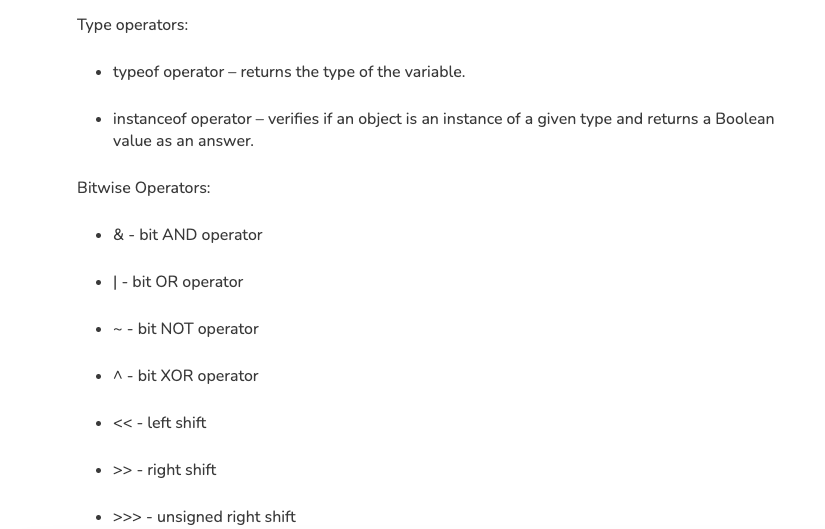 Type operators:
• typeof operator – returns the type of the variable.
• instanceof operator – verifies if an object is an instance of a given type and returns a Boolean
value as an answer.
Bitwise Operators:
• & - bit AND operator
• | - bit OR operator
• ~ - bit NOT operator
• ^ - bit XOR operator
• << - left shift
• >> - right shift
• >>> - unsigned right shift